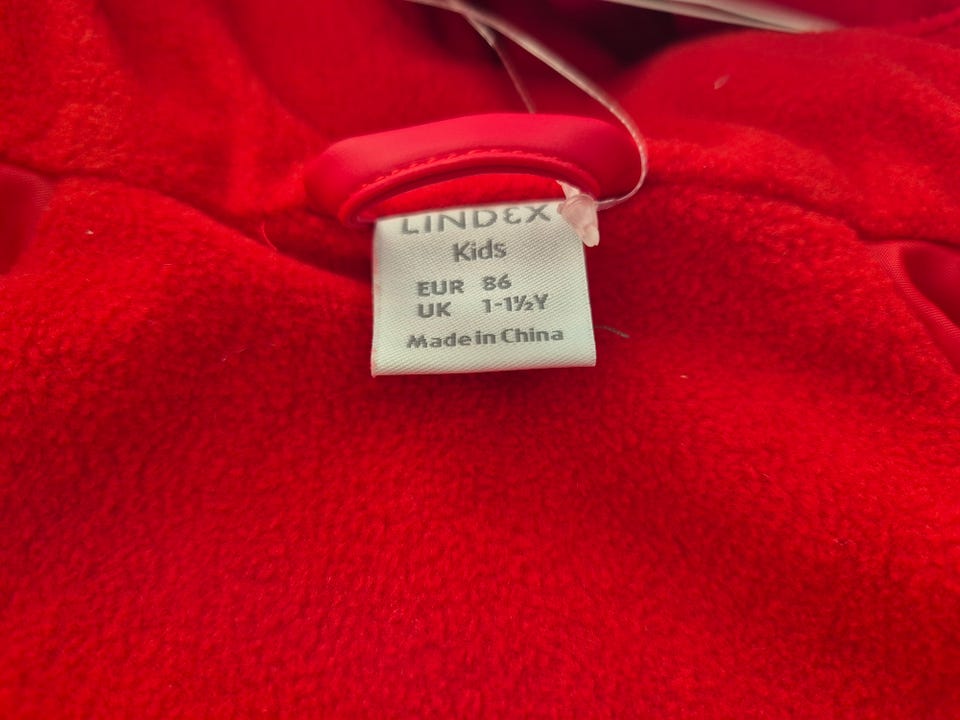 LINDEX
Kids
EUR 86
UK 1-1½Y
Made in China